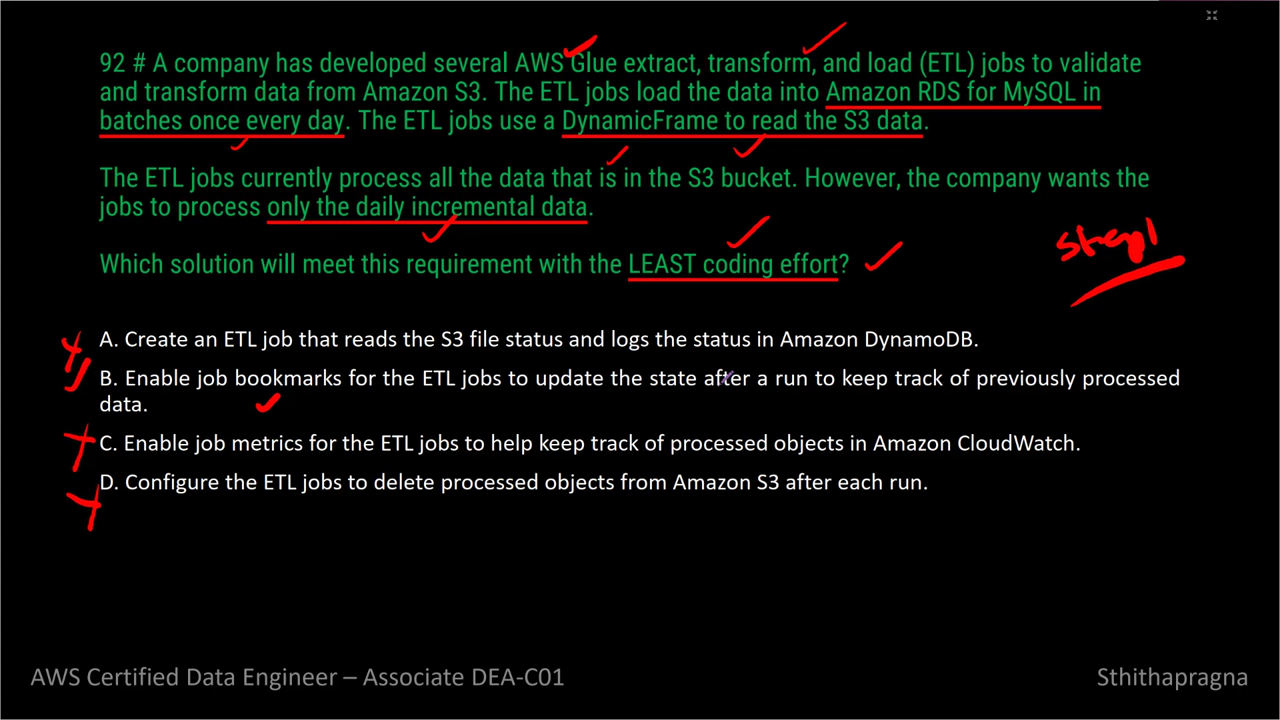 92 # A company has developed several AWS Glue extract, transform, and load (ETL) jobs to validate
and transform data from Amazon S3. The ETL jobs load the data into Amazon RDS for MySQL in
batches once every day. The ETL jobs use a DynamicFrame to read the S3 data.
The ETL jobs currently process all the data that is in the S3 bucket. However, the company wants the
jobs to process only the daily incremental data.
Which solution will meet this requirement with the LEAST coding effort?
A. Create an ETL job that reads the S3 file status and logs the status in Amazon DynamoDB.
B. Enable job bookmarks for the ETL jobs to update the state after a run to keep track of previously processed
data.
C. Enable job metrics for the ETL jobs to help keep track of processed objects in Amazon CloudWatch.
D. Configure the ETL jobs to delete processed objects from Amazon S3 after each run.
AWS Certified Data Engineer – Associate DEA-C01
Sthithapragna